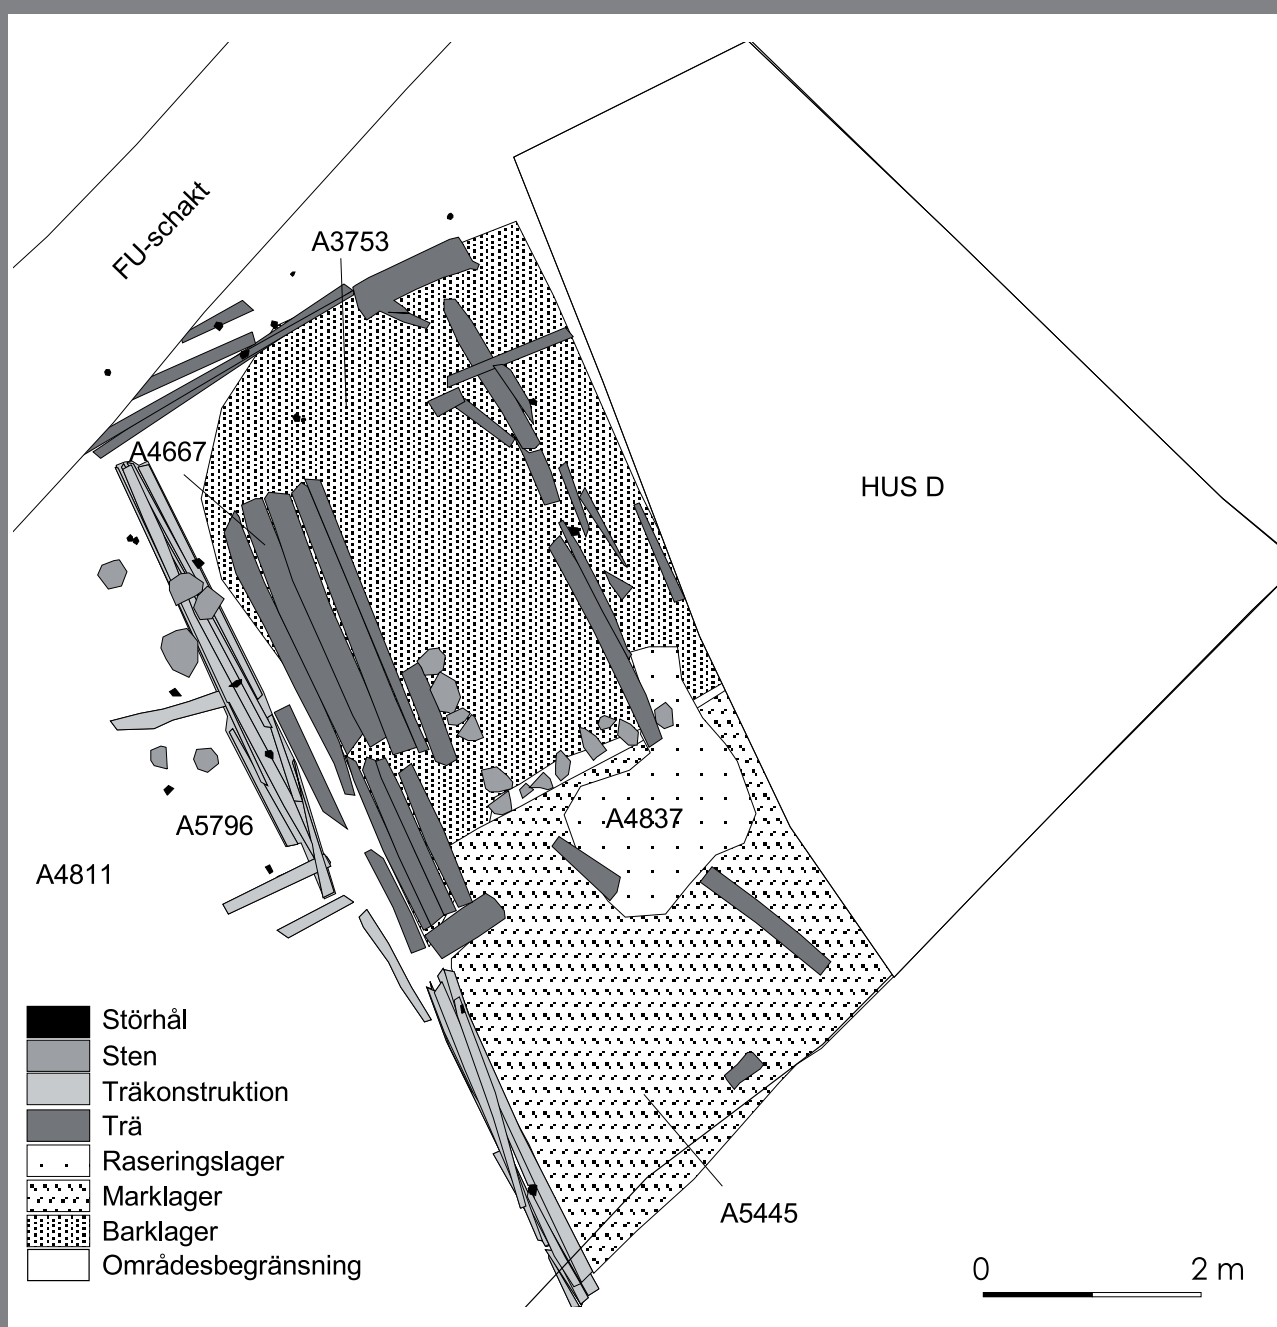 FU-schakt
A3753
A4667
HUS D
A4837
A5796
A4811
Störhål
Sten
Träkonstruktion
Trä
Raseringslager
Marklager
Barklager
Områdesbegränsning
A5445
0 2 m